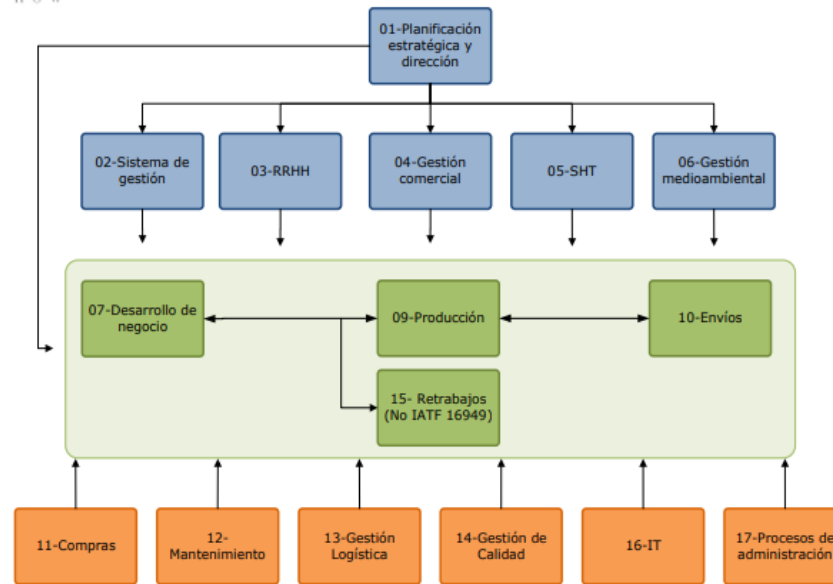 01-Planificación
estratégica y
dirección
02-Sistema de
gestión
03-RRHH
04-Gestión
comercial
05-SHT
06-Gestión
medioambiental
07-Desarrollo de
negocio
09-Producción
10-Envíos
15- Retrabajos
(No IATF 16949)
11-Compras
12-
Mantenimiento
13-Gestión
Logística
14-Gestión de
Calidad
16-IT
17-Procesos de
administración